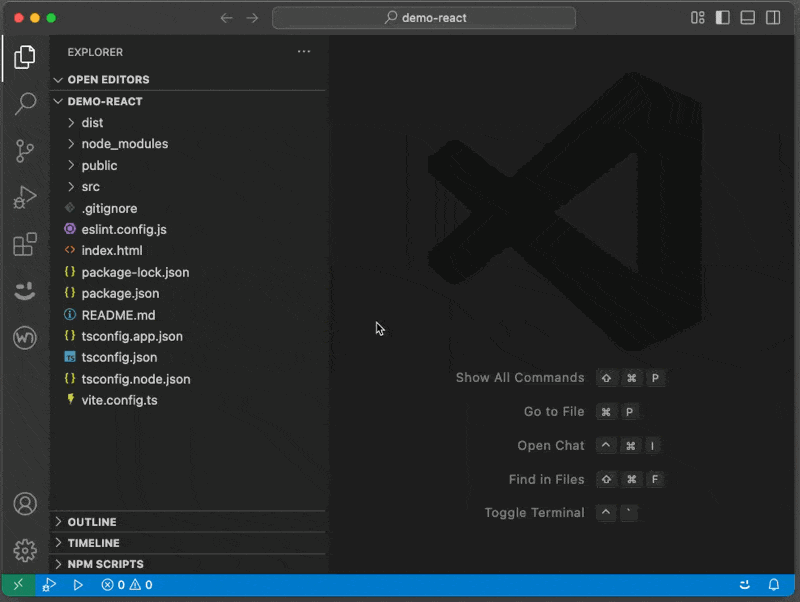 demo-react
EXPLORER
OPEN EDITORS
DEMO-REACT
dist
node_modules
public
src
.gitignore
eslint.config.js
index.html
package-lock.json
package.json
README.md
tsconfig.app.json
tsconfig.json
tsconfig.node.json
vite.config.ts
Show All Commands ⇧ ⌘ P
Go to File ⌘ P
Open Chat ^ ⌘ I
Find in Files ⇧ ⌘ F
Toggle Terminal ^ `
OUTLINE
TIMELINE
NPM SCRIPTS
0 0